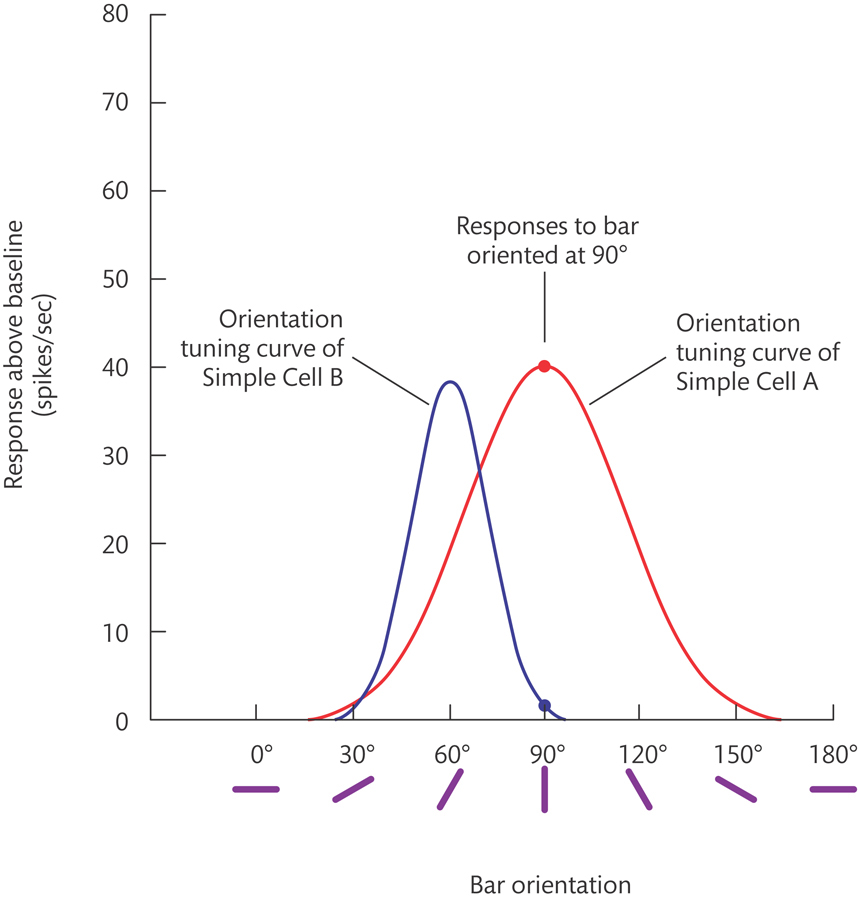 80
70
60
50
40
30
20
10
0
Response above baseline
(spikes/sec)
Responses to bar
oriented at 90°
Orientation
tuning curve of
Simple Cell B
Orientation
tuning curve of
Simple Cell A
0° 30° 60° 90° 120° 150° 180°
Bar orientation